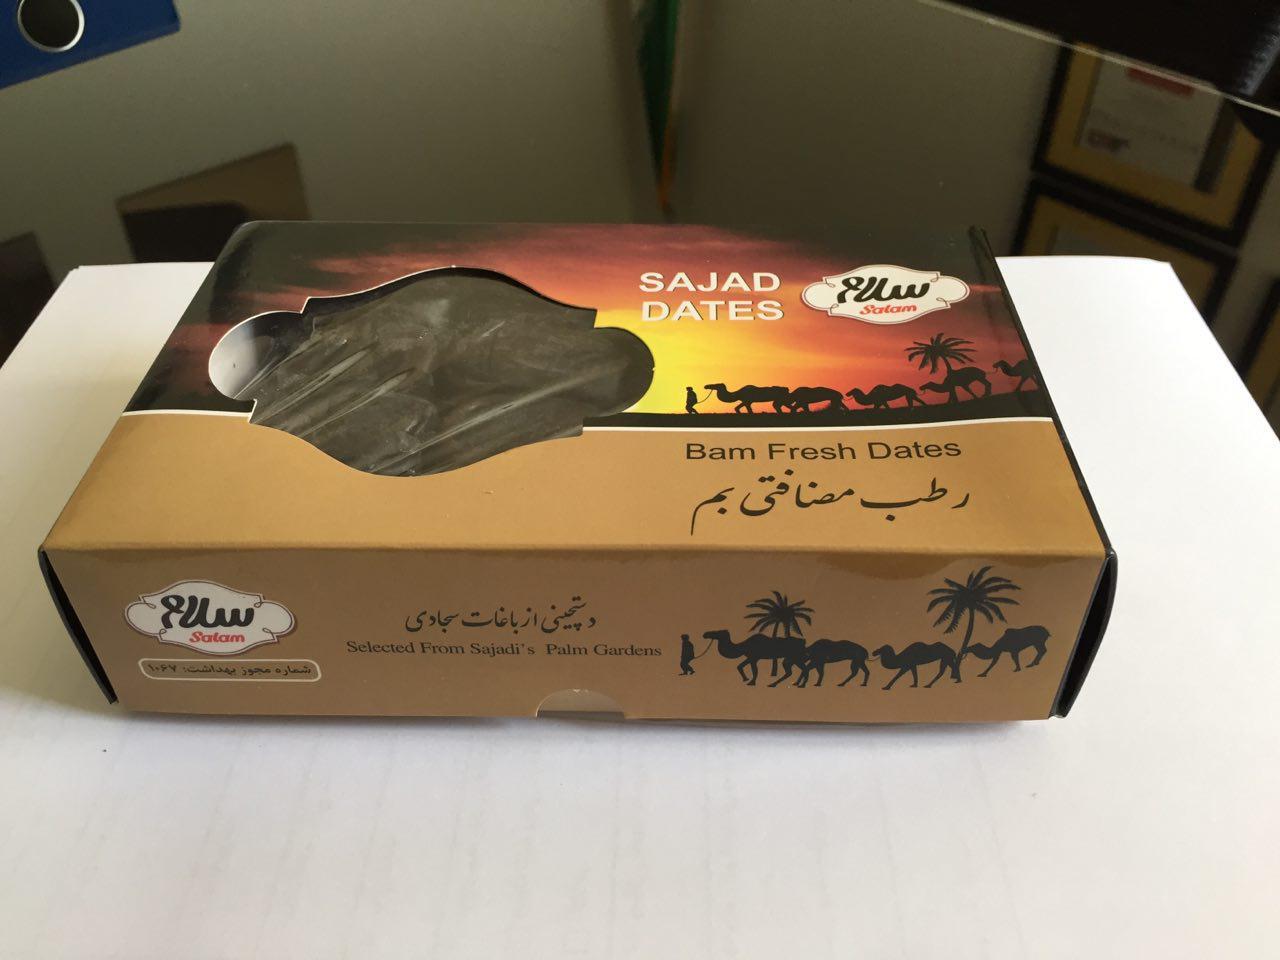 SAJAD
DATES
سلام
Salam
Bam Fresh Dates
رطب مضافتی بم
سلام
Salam
شماره مجوز بهداشت: ۱۰۶۷
دستچینی از باغات سجادی
Selected From Sajadi's Palm Gardens